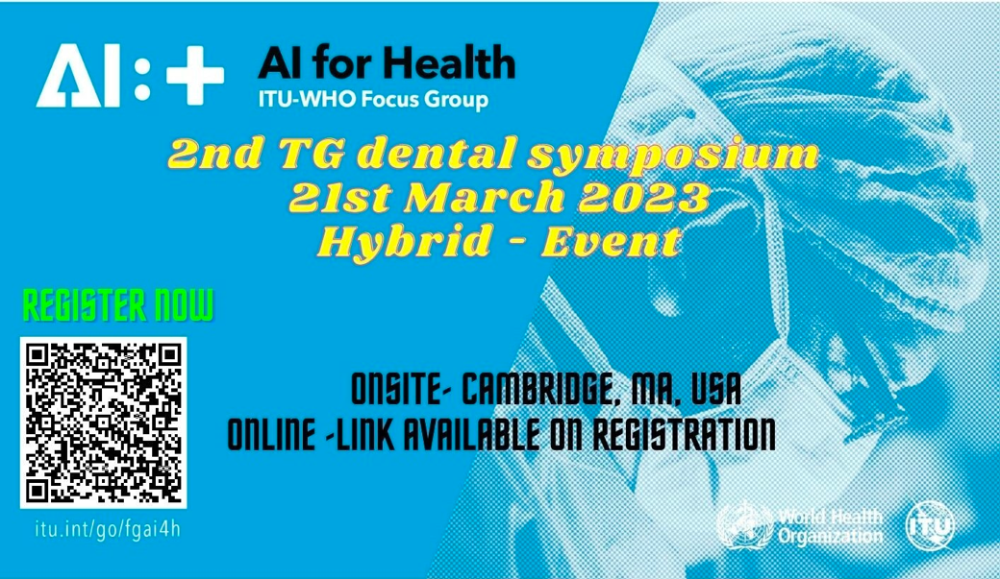 AI:+
AI for Health
ITU-WHO Focus Group
2nd TG dental symposium
21st March 2023
Hybrid - Event
REGISTER NOW
ONSITE- CAMBRIDGE, MA, USA
ONLINE -LINK AVAILABLE ON REGISTRATION
itu.int/go/fgai4h
World Health
Organization
ITU